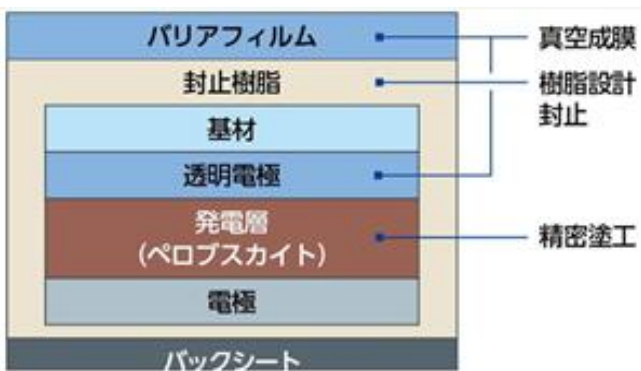 バリアフィルム
真空成膜
封止樹脂
樹脂設計
封止
基材
透明電極
発電層
(ペロブスカイト)
精密塗工
電極
バックシート